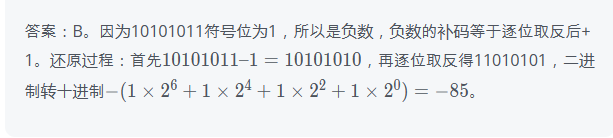 答案：B。因为10101011符号位为1，所以是负数，负数的补码等于逐位取反后+
1。还原过程：首先10101011–1 = 10101010，再逐位取反得11010101，二进
制转十进制−(1 × 2⁶ + 1 × 2⁴ + 1 × 2² + 1 × 2⁰) = −85。